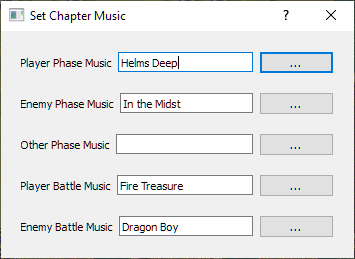 Set Chapter Music ?
Player Phase Music Helms Deep ...
Enemy Phase Music In the Midst ...
Other Phase Music ...
Player Battle Music Fire Treasure ...
Enemy Battle Music Dragon Boy ...